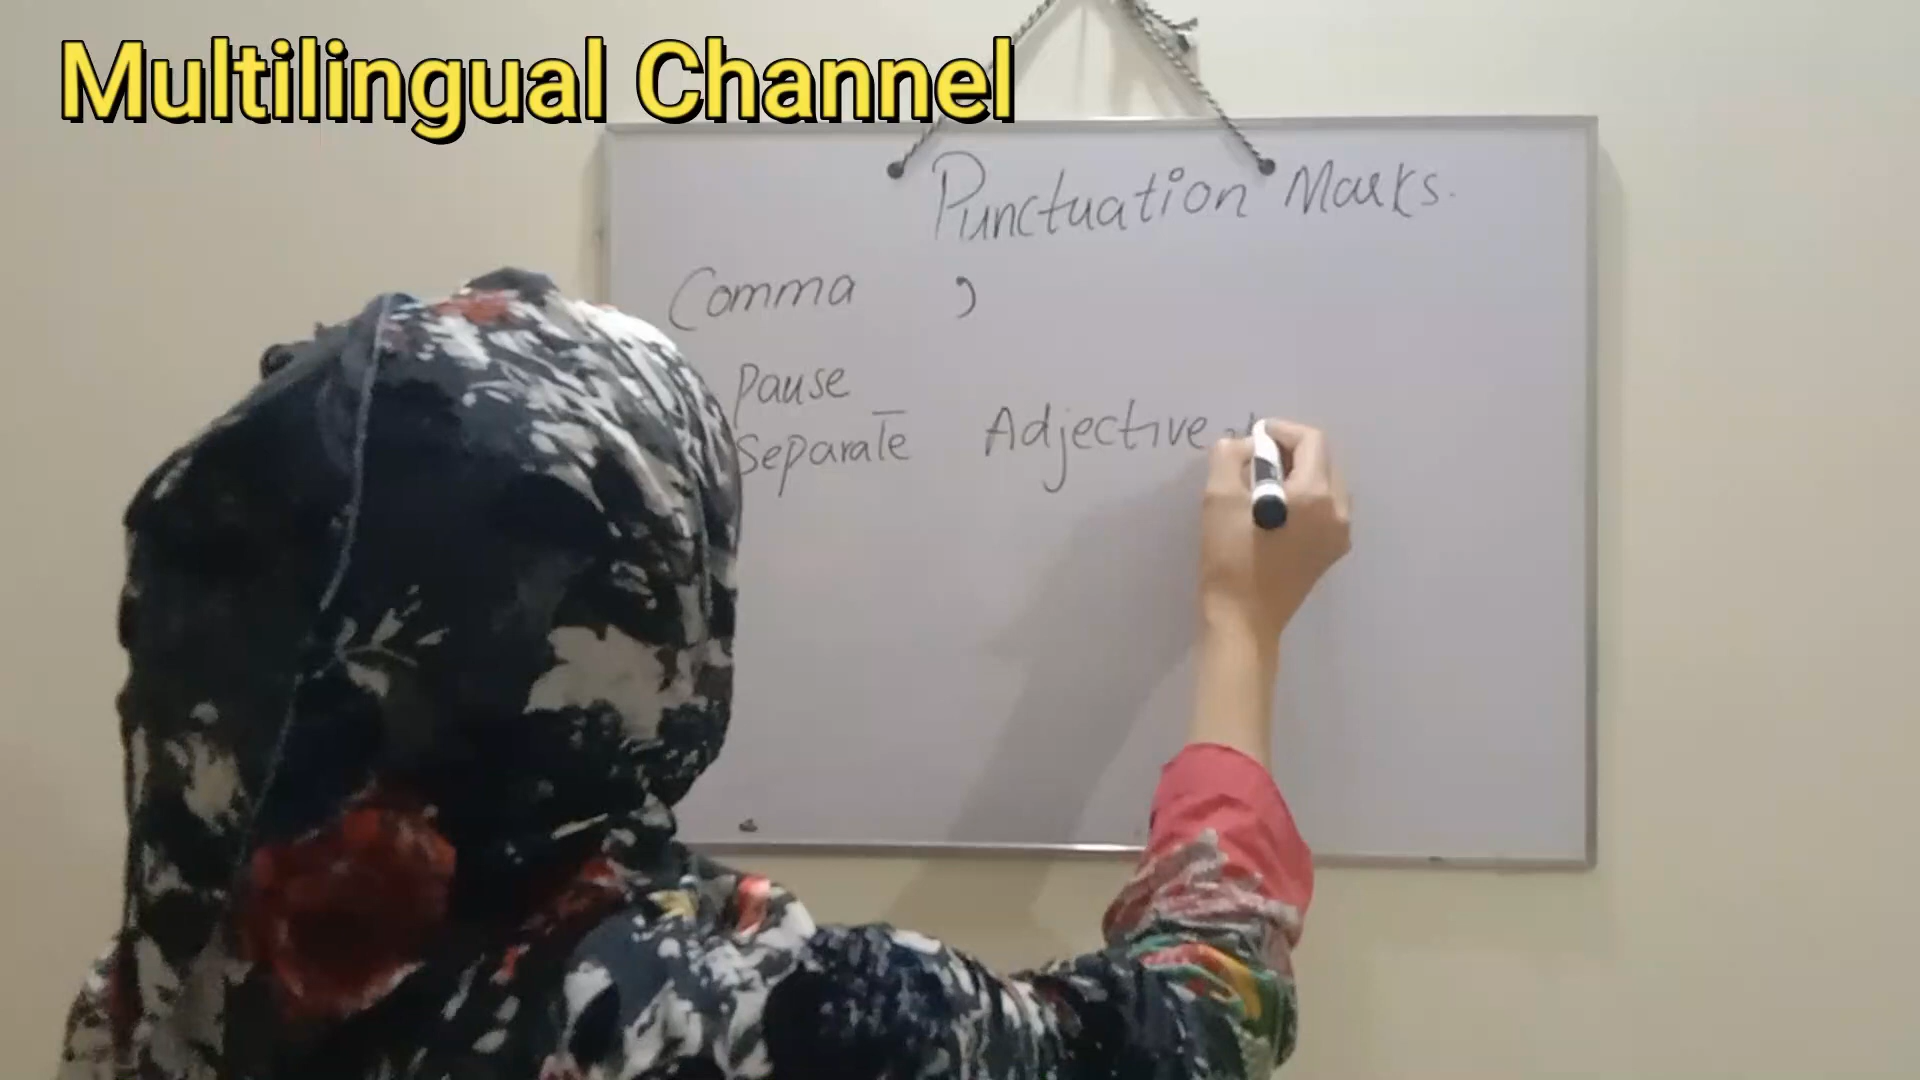 Multilingual Channel
Punctuation Marks.
Comma ,
Pause
Separate Adjective